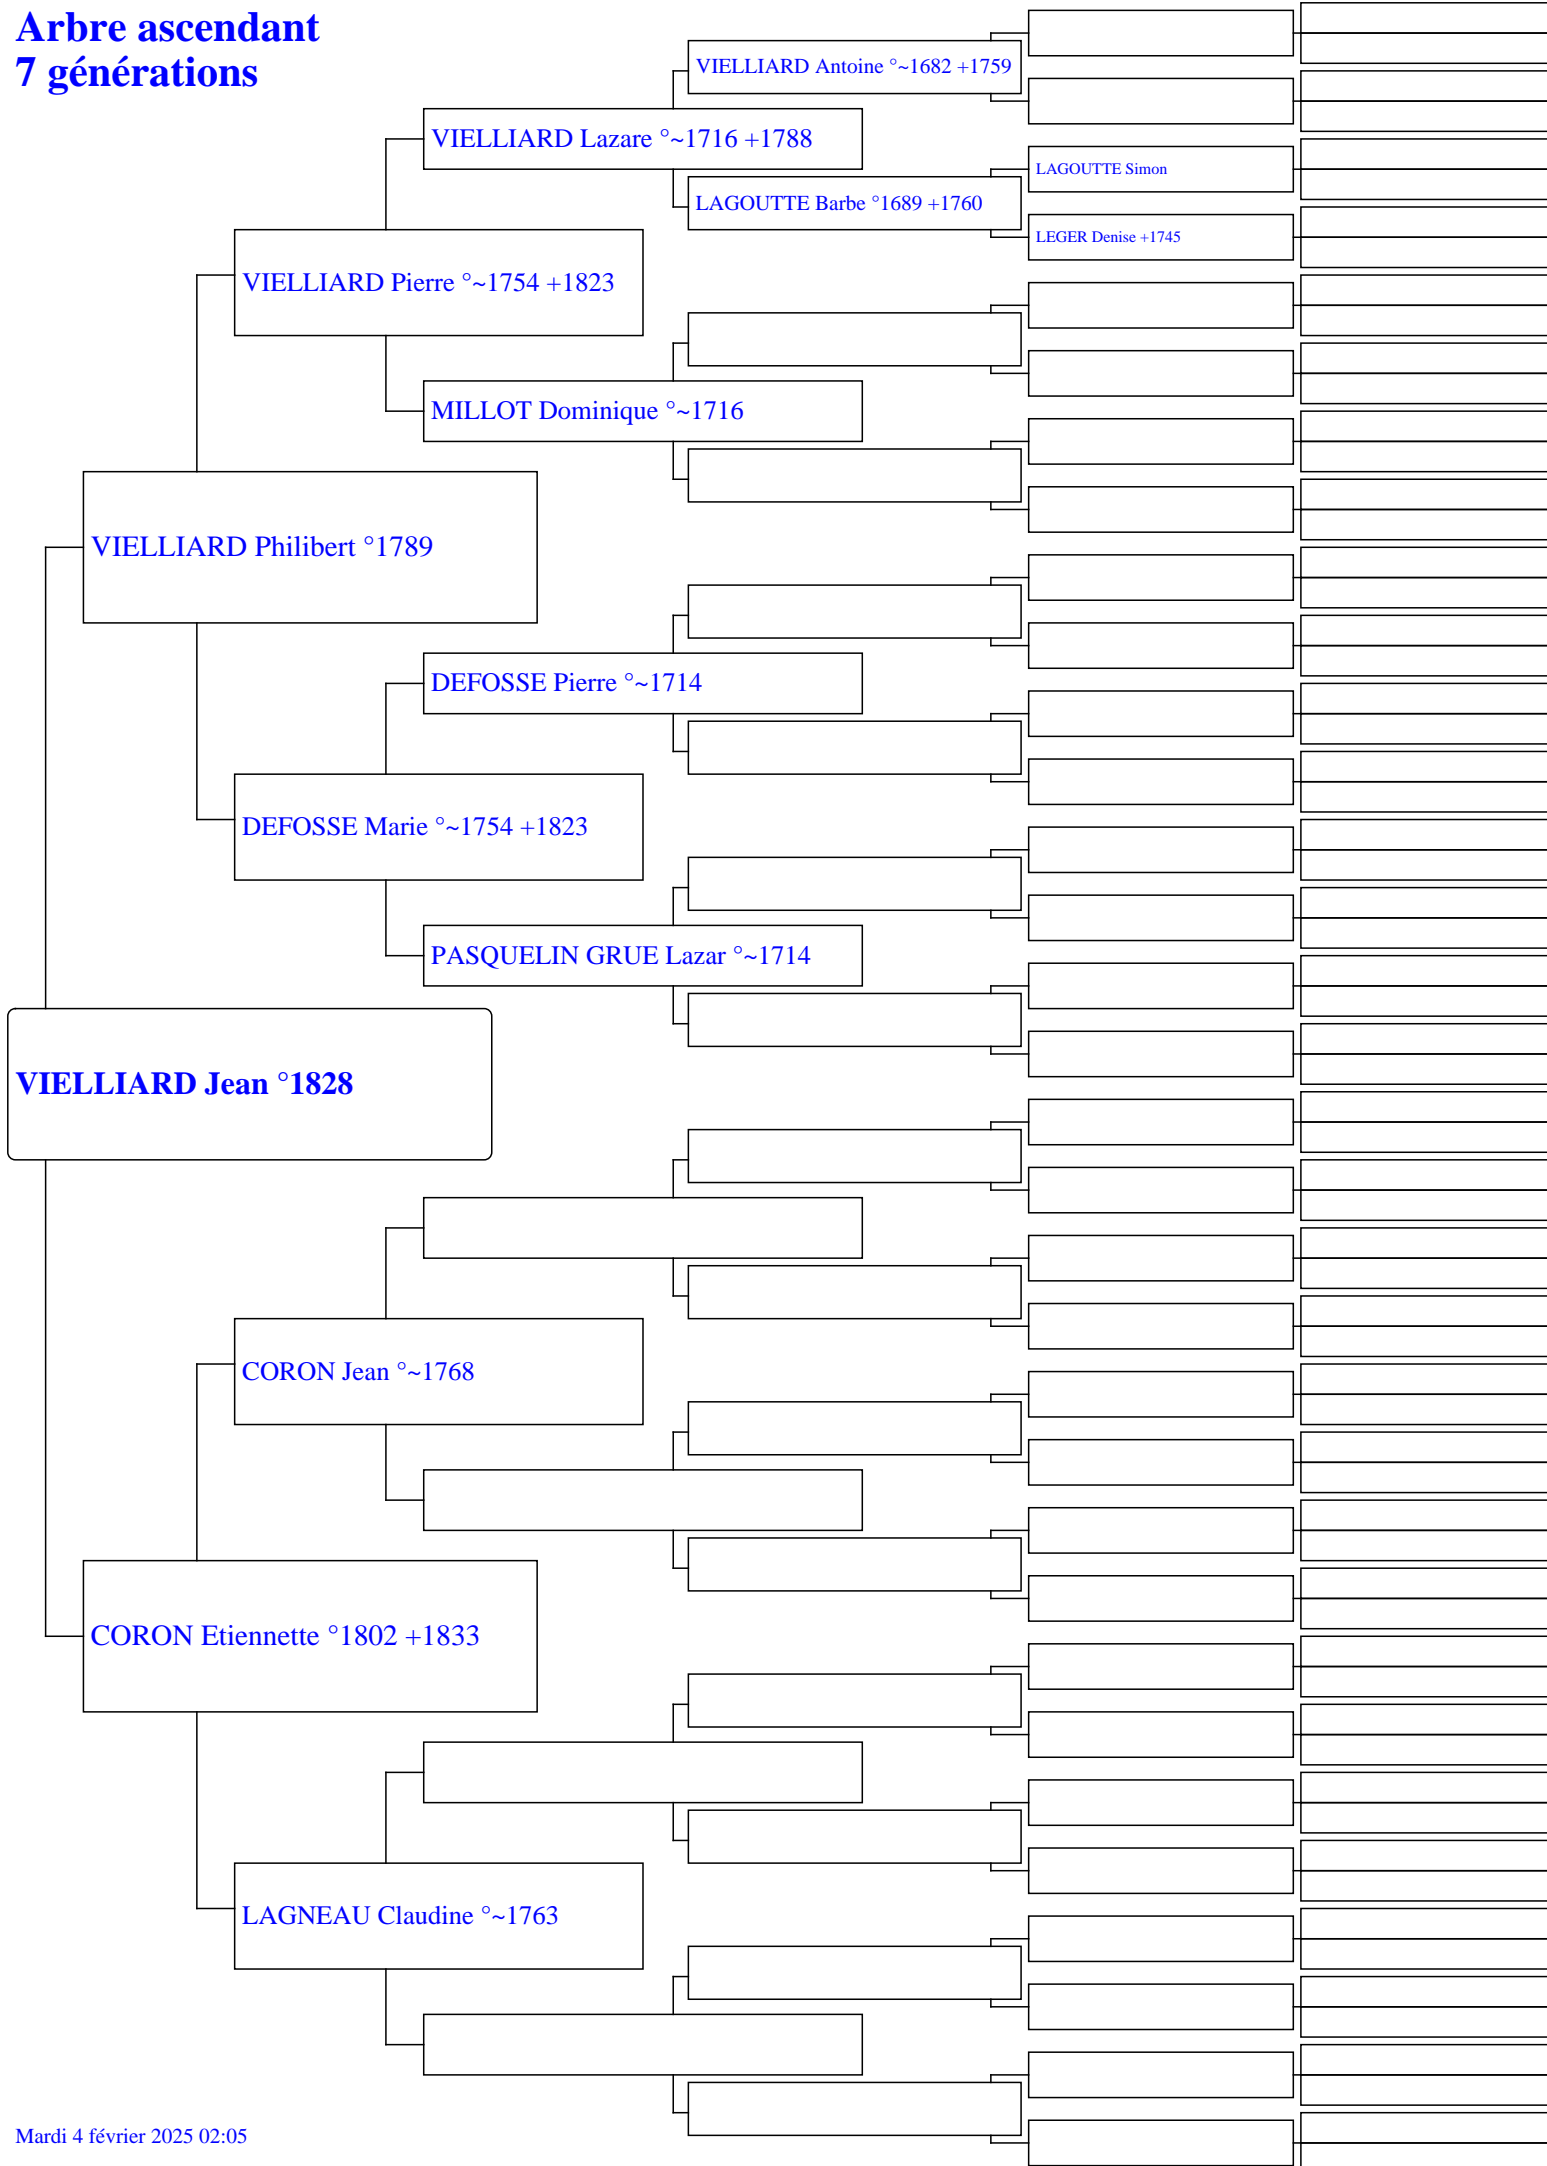 Arbre ascendant
7 générations
VIELLIARD Antoine °~1682 +1759
VIELLIARD Lazare °~1716 +1788
LAGOUTTE Simon
LAGOUTTE Barbe °1689 +1760
LEGER Denise +1745
VIELLIARD Pierre °~1754 +1823
MILLOT Dominique °~1716
VIELLIARD Philibert °1789
DEFOSSE Pierre °~1714
DEFOSSE Marie °~1754 +1823
PASQUELIN GRUE Lazar °~1714
VIELLIARD Jean °1828
CORON Jean °~1768
CORON Etiennette °1802 +1833
LAGNEAU Claudine °~1763
Mardi 4 février 2025 02:05